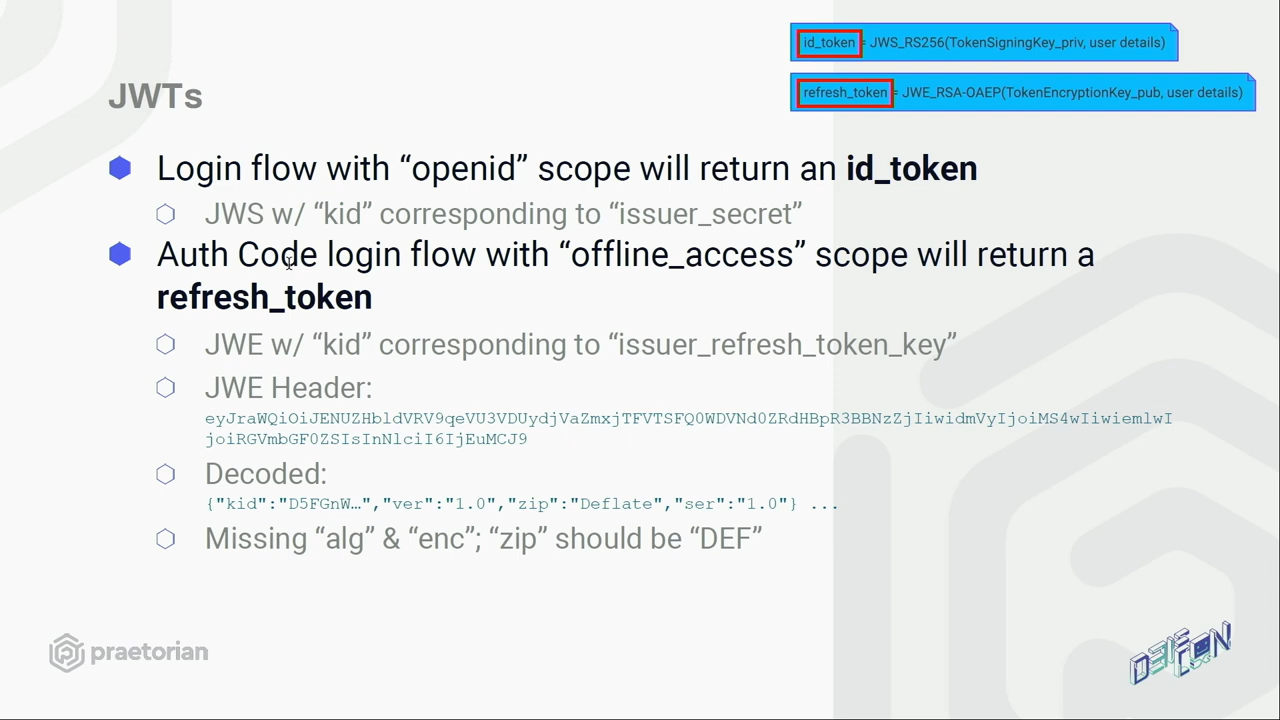 id_token = JWS_RS256(TokenSigningKey_priv, user details)
refresh_token = JWE_RSA-OAEP(TokenEncryptionKey_pub, user details)
JWTs
Login flow with “openid” scope will return an id_token
JWS w/ “kid” corresponding to “issuer_secret”
Auth Code login flow with “offline_access” scope will return a
refresh_token
JWE w/ “kid” corresponding to “issuer_refresh_token_key”
JWE Header:
eyJraWQiOiJENUZHbldVRV9qeVU3VDUydjVaZmxjTFVTSFQ0WDVNd0ZRdHBpR3BBNzZjIiwidmVyIjoiMS4wIiwiemlwI
joiRGVmbGF0ZSIsInNlciI6IjEuMCJ9
Decoded:
{"kid":"D5FGnW…","ver":"1.0","zip":"Deflate","ser":"1.0"} ...
Missing “alg” & “enc”; “zip” should be “DEF”
praetorian
DEF CON